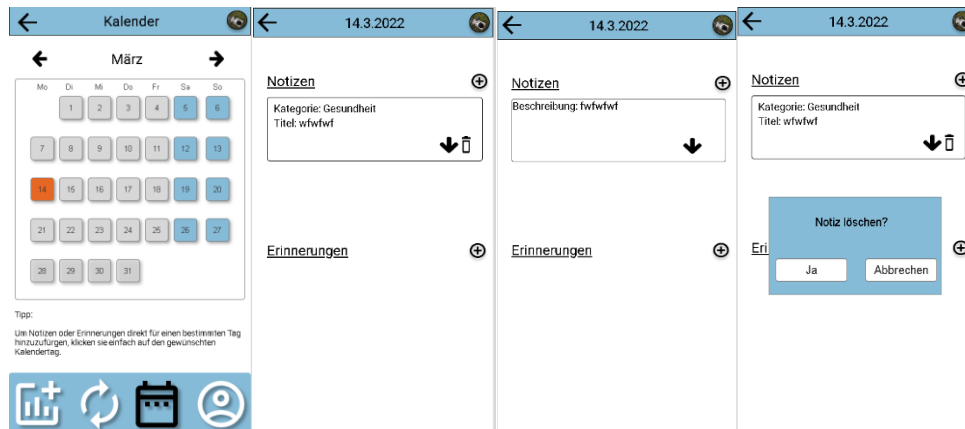 Kalender
März
Mo Di Mi Do Fr Sa So
1 2 3 4 5 6
7 8 9 10 11 12 13
14 15 16 17 18 19 20
21 22 23 24 25 26 27
28 29 30 31
Tipp:
Um Notizen oder Erinnerungen direkt für einen bestimmten Tag
hinzuzufürgen, klicken sie einfach auf den gewünschten
Kalendertag.
14.3.2022
Notizen
Kategorie: Gesundheit
Titel: wfwfwf
Erinnerungen
14.3.2022
Notizen
Beschreibung: fwfwfwf
Erinnerungen
14.3.2022
Notizen
Kategorie: Gesundheit
Titel: wfwfwf
Eri
Notiz löschen?
Ja Abbrechen